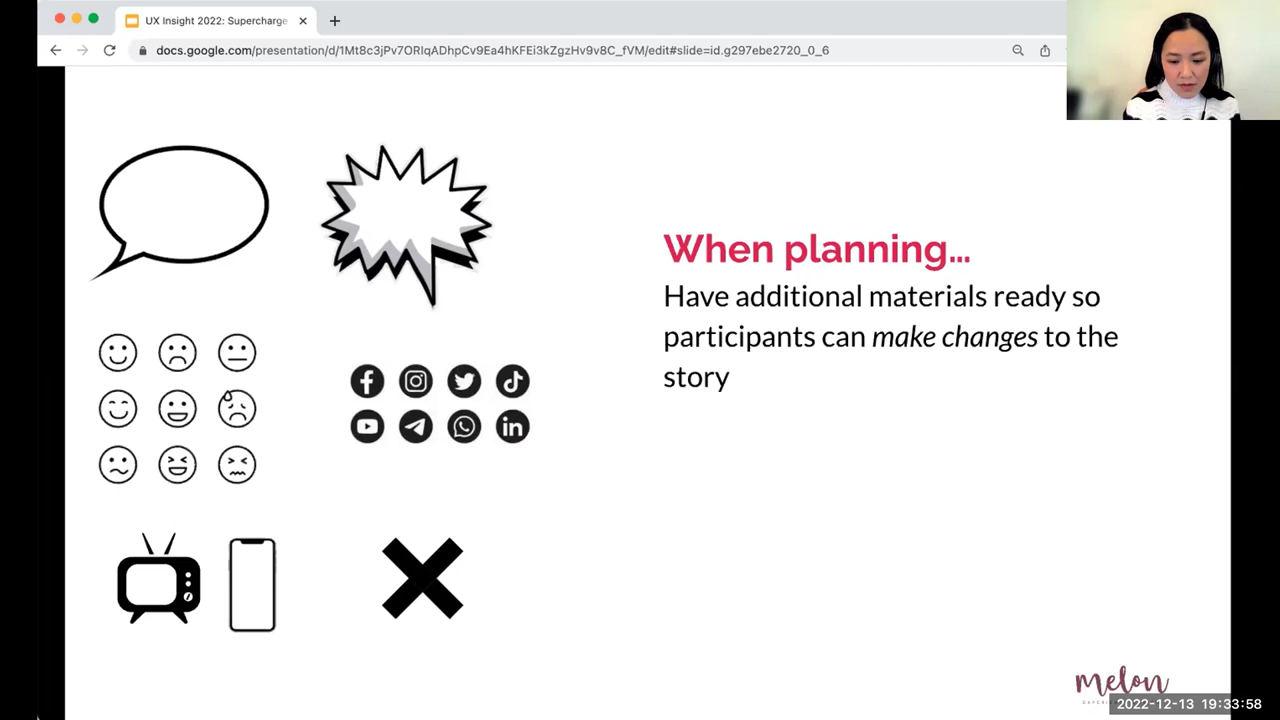 UX Insight 2022: Supercharge
docs.google.com/presentation/d/1Mt8c3jPv7ORIqADhpCv9Ea4hKFEi3kZgzHv9v8C_fVM/edit#slide=id.g297ebe2720_0_6
When planning...
Have additional materials ready so
participants can make changes to the
story
melon
2022-12-13 19:33:58